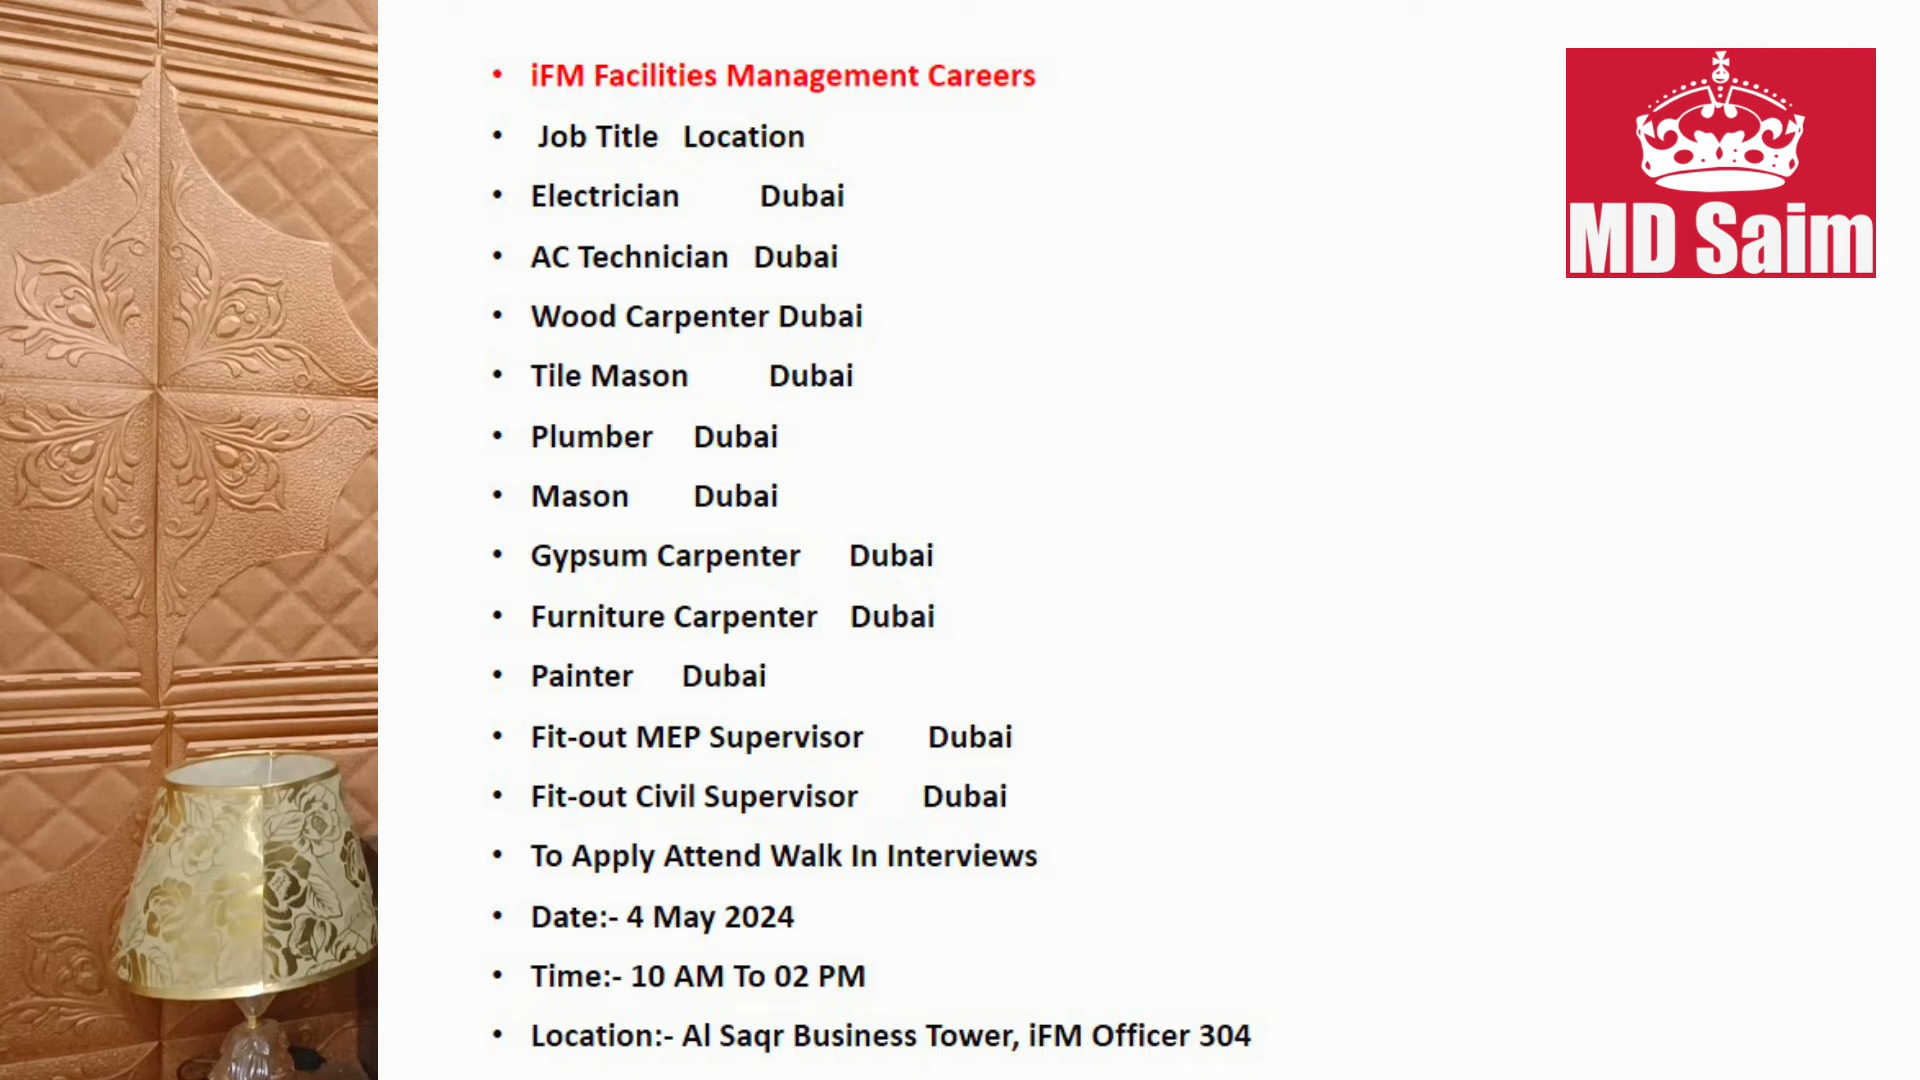 iFM Facilities Management Careers
Job Title Location
Electrician Dubai
AC Technician Dubai
Wood Carpenter Dubai
Tile Mason Dubai
Plumber Dubai
Mason Dubai
Gypsum Carpenter Dubai
Furniture Carpenter Dubai
Painter Dubai
Fit-out MEP Supervisor Dubai
Fit-out Civil Supervisor Dubai
To Apply Attend Walk In Interviews
Date:- 4 May 2024
Time:- 10 AM To 02 PM
Location:- Al Saqr Business Tower, iFM Officer 304
MD Saim